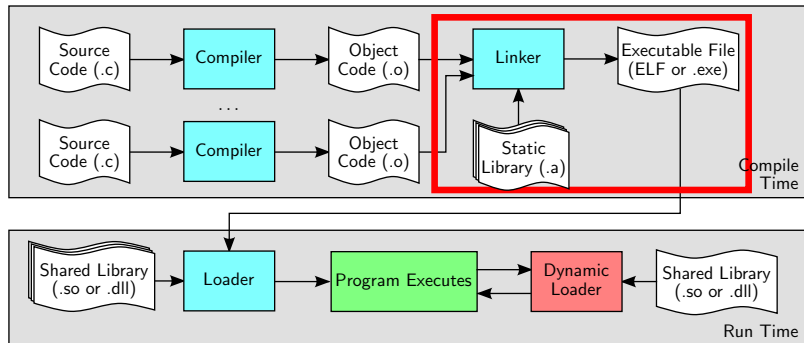 Source
Code (.c)
Compiler
Object
Code (.o)
Linker
Executable File
(ELF or .exe)
...
Source
Code (.c)
Compiler
Object
Code (.o)
Static
Library (.a)
Compile
Time
Shared Library
(.so or .dll)
Loader
Program Executes
Dynamic
Loader
Shared Library
(.so or .dll)
Run Time